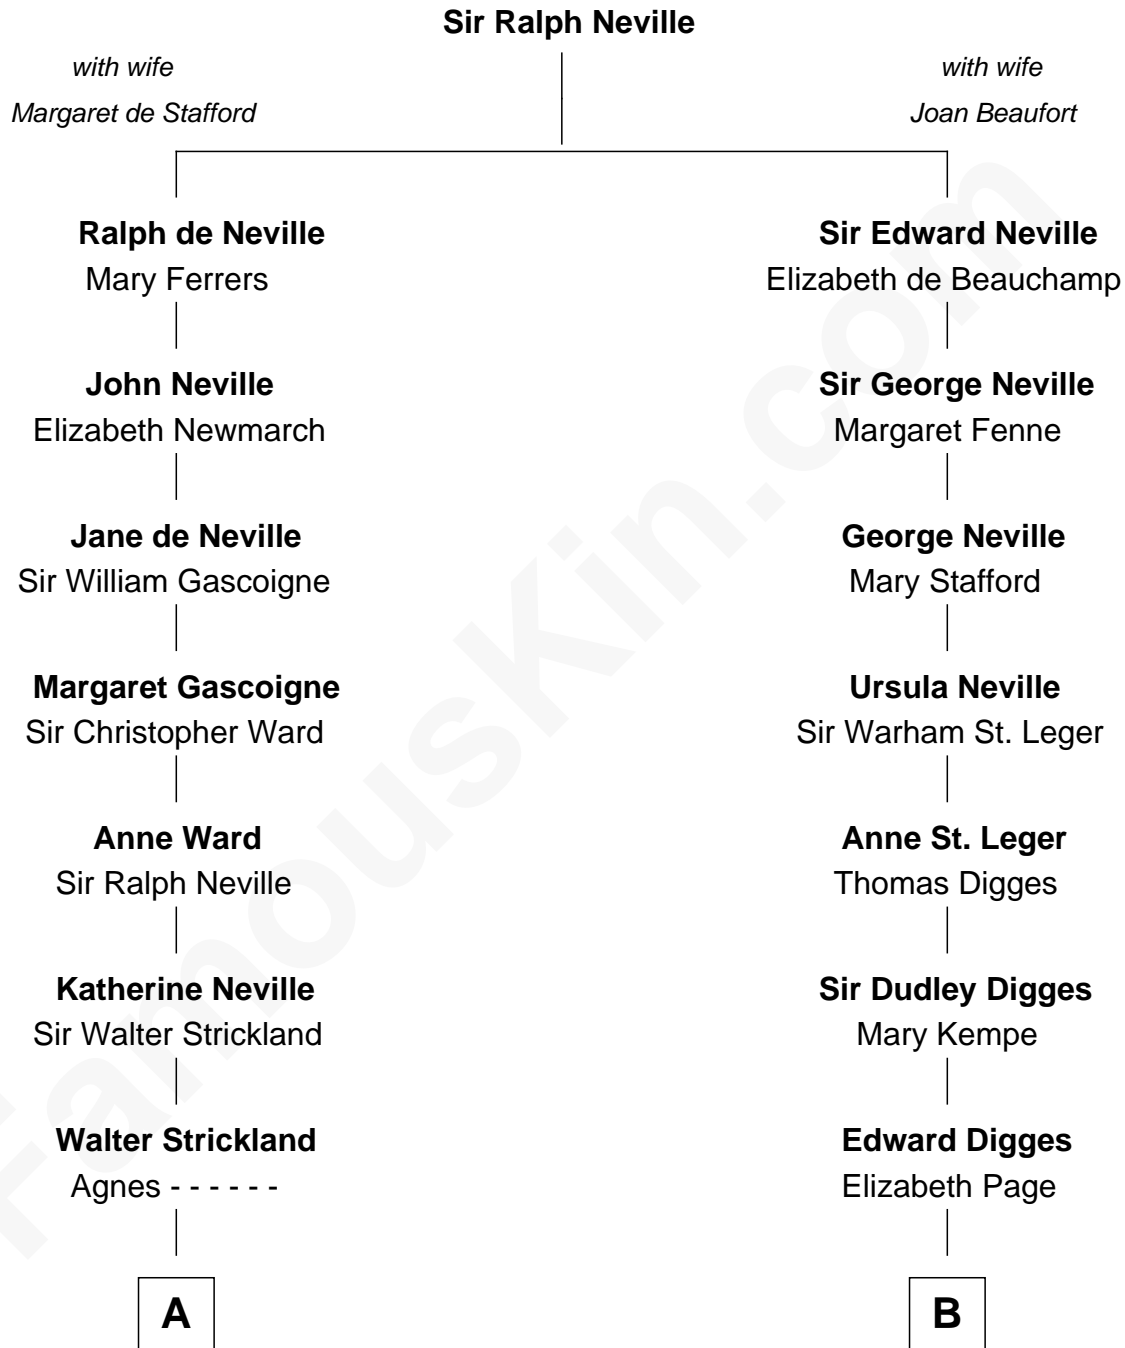 Sir Ralph Neville
with wife
Margaret de Stafford
with wife
Joan Beaufort
Ralph de Neville
Mary Ferrers
Sir Edward Neville
Elizabeth de Beauchamp
John Neville
Elizabeth Newmarch
Sir George Neville
Margaret Fenne
Jane de Neville
Sir William Gascoigne
George Neville
Mary Stafford
Margaret Gascoigne
Sir Christopher Ward
Ursula Neville
Sir Warham St. Leger
Anne Ward
Sir Ralph Neville
Anne St. Leger
Thomas Digges
Katherine Neville
Sir Walter Strickland
Sir Dudley Digges
Mary Kempe
Walter Strickland
Agnes - - - - - -
Edward Digges
Elizabeth Page
A
B
FamousKin.com